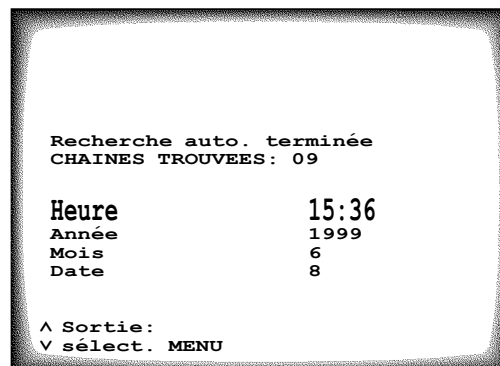 Recherche auto. terminée
CHAINES TROUVEES: 09
Heure 15:36
Année 1999
Mois 6
Date 8
∧ Sortie:
∨ sélect. MENU